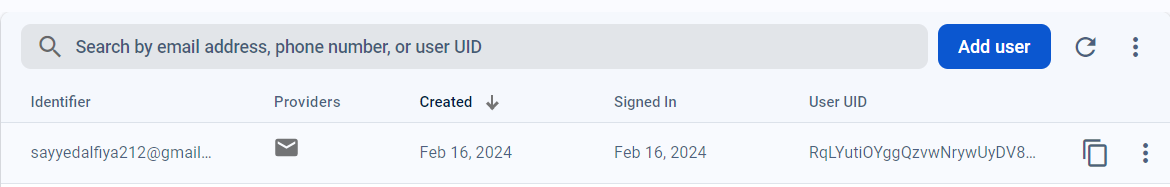 Search by email address, phone number, or user UID Add user
Identifier Providers Created Signed In User UID
sayyedalfiya212@gmail... Feb 16, 2024 Feb 16, 2024 RqLYutiOYggQzvwNrywUyDV8...